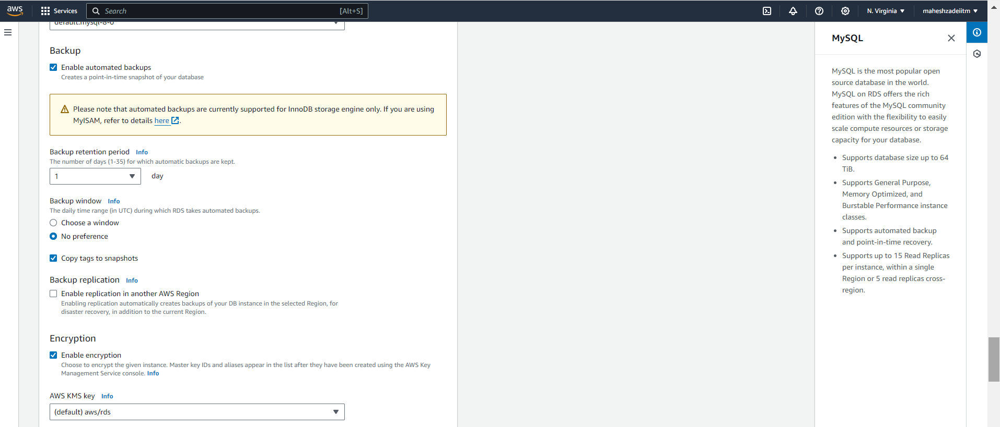 aws
Services
Search
[Alt+S]
N. Virginia
maheshzadeiitm
default.mysql-8-0
Backup
Enable automated backups
Creates a point-in-time snapshot of your database
Please note that automated backups are currently supported for InnoDB storage engine only. If you are using
MyISAM, refer to details here.
Backup retention period Info
The number of days (1-35) for which automatic backups are kept.
1
day
Backup window Info
The daily time range (in UTC) during which RDS takes automated backups.
Choose a window
No preference
Copy tags to snapshots
Backup replication Info
Enable replication in another AWS Region
Enabling replication automatically creates backups of your DB instance in the selected Region, for
disaster recovery, in addition to the current Region.
Encryption
Enable encryption
Choose to encrypt the given instance. Master key IDs and aliases appear in the list after they have been created using the AWS Key
Management Service console. Info
AWS KMS key Info
(default) aws/rds
MySQL
MySQL is the most popular open
source database in the world.
MySQL on RDS offers the rich
features of the MySQL community
edition with the flexibility to easily
scale compute resources or storage
capacity for your database.
• Supports database size up to 64
TiB.
• Supports General Purpose,
Memory Optimized, and
Burstable Performance instance
classes.
• Supports automated backup
and point-in-time recovery.
• Supports up to 15 Read Replicas
per instance, within a single
Region or 5 read replicas cross-
region.